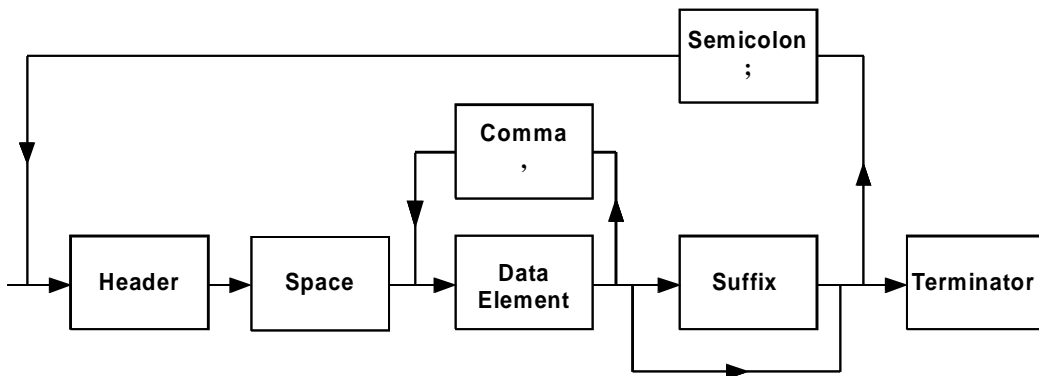 Semicolon
;
Comma
,
Header
Space
Data
Element
Suffix
Terminator